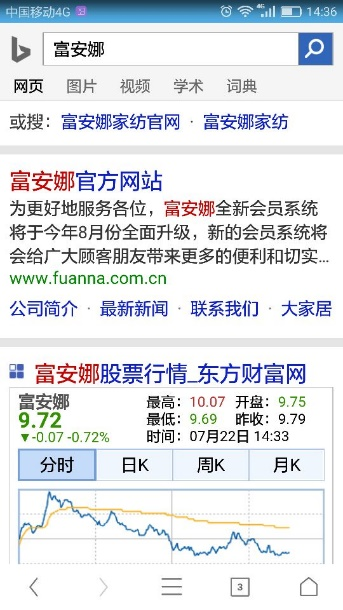 中国移动4G 4G 14:36
富安娜
网页 图片 视频 学术 词典
或搜：富安娜家纺官网 · 富安娜家纺
富安娜官方网站
为更好地服务各位，富安娜全新会员系统
将于今年8月份全面升级，新的会员系统将
会给广大顾客朋友带来更多的便利和切实...
www.fuanna.com.cn
公司简介 · 最新新闻 · 联系我们 · 大家居
富安娜股票行情_东方财富网
富安娜 最高：10.07 开盘：9.75
9.72 最低：9.69 昨收：9.79
▼-0.07 -0.72% 时间：07月22日 14:33
分时 日K 周K 月K
3